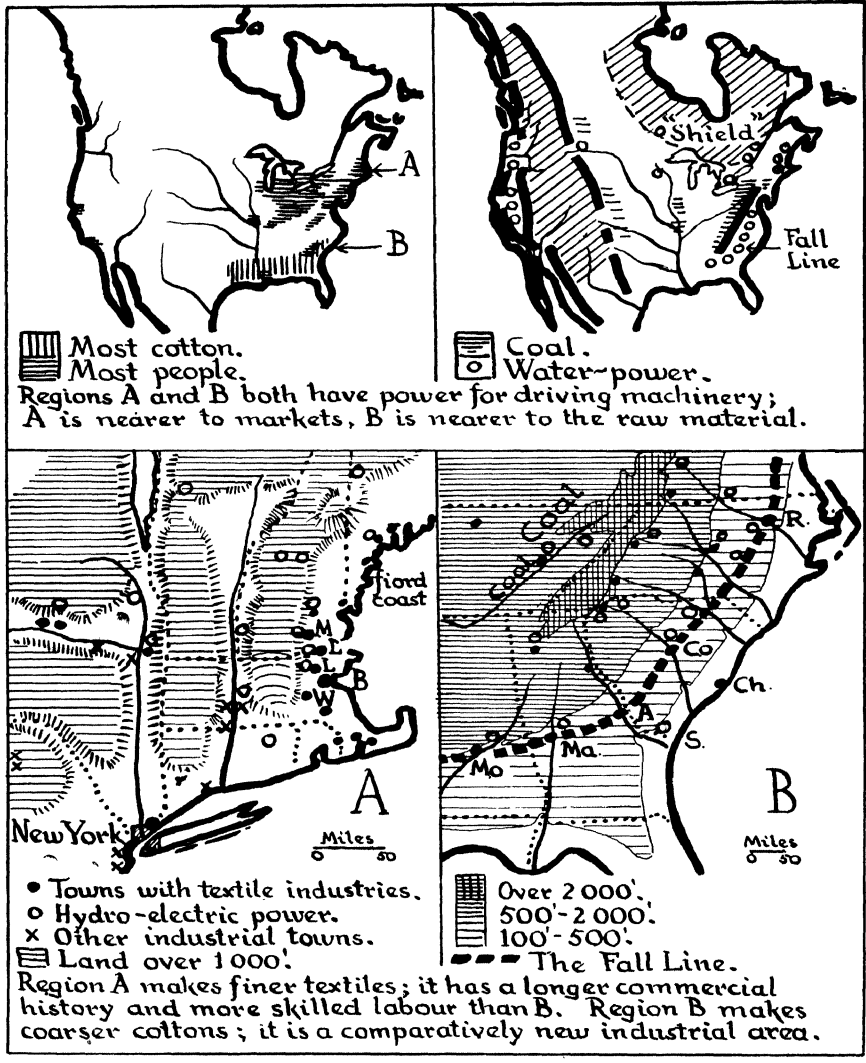 A
B
Most cotton.
Most people.
"Shield"
Fall
Line
Coal.
Water-power.
Regions A and B both have power for driving machinery;
A is nearer to markets, B is nearer to the raw material.
fiord
coast
M
L
L
B
W
New York
A
Miles
0 50
Coal
Coal
R.
Co
Ch.
A
S.
Ma.
Mo
B
Miles
0 50
Towns with textile industries.
Hydro-electric power.
x Other industrial towns.
Land over 1000'.
Over 2000'.
500'-2000'.
100'-500'.
The Fall Line.
Region A makes finer textiles; it has a longer commercial
history and more skilled labour than B. Region B makes
coarser cottons; it is a comparatively new industrial area.